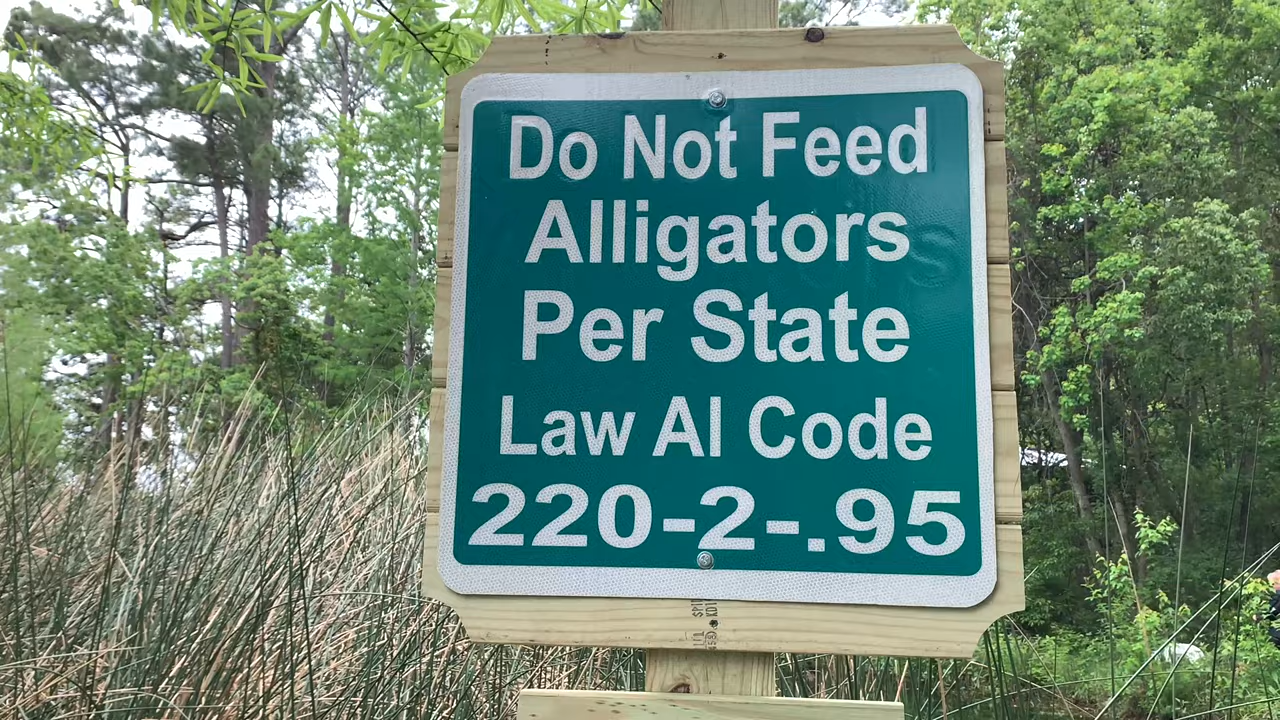 Do Not Feed
Alligators
Per State
Law Al Code
220-2-.95